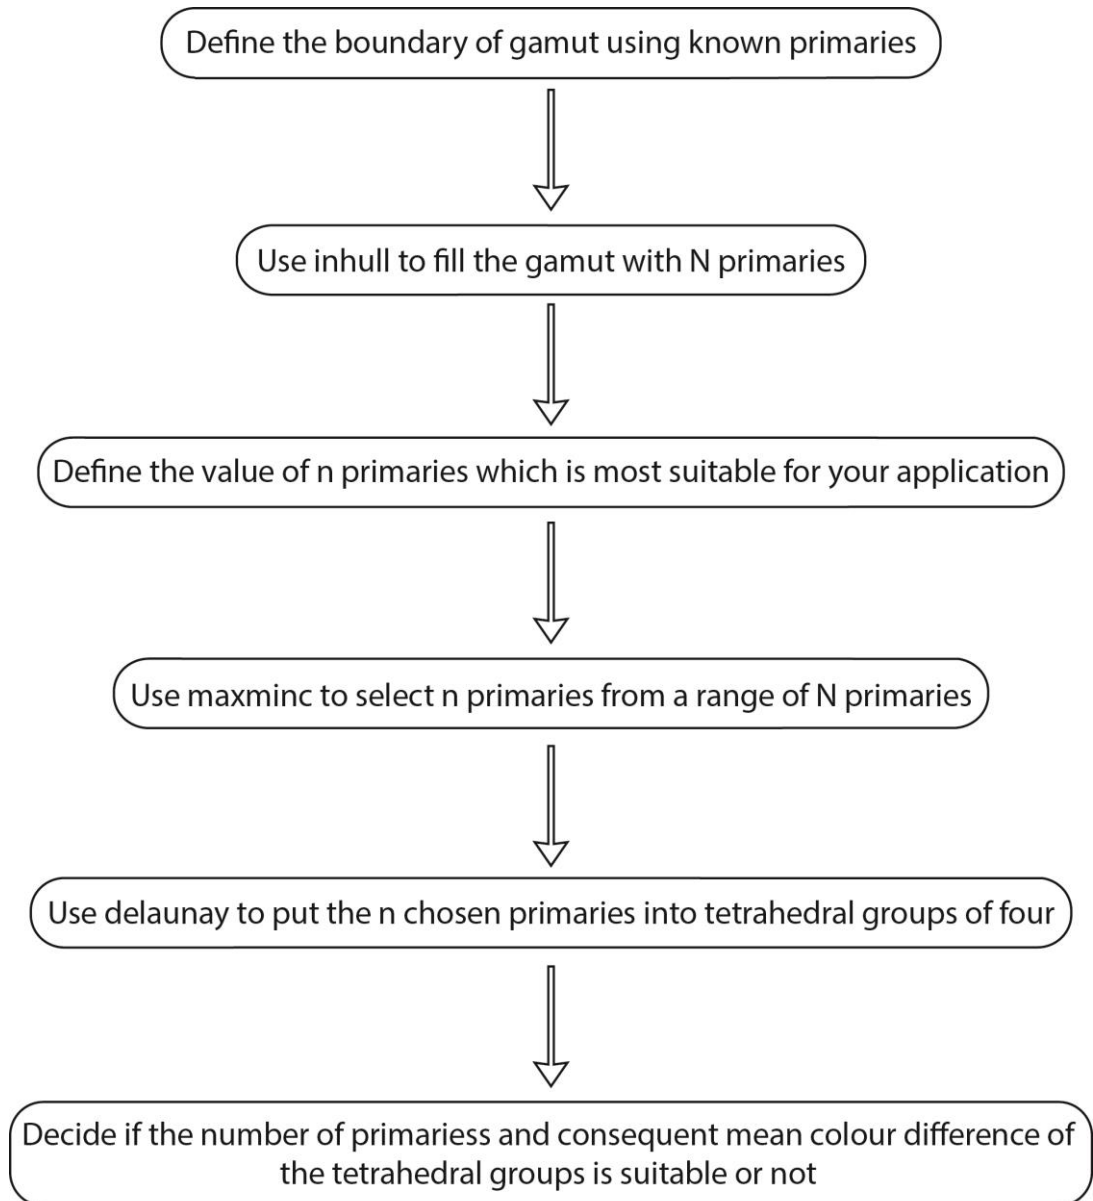 Define the boundary of gamut using known primaries
Use inhull to fill the gamut with N primaries
Define the value of n primaries which is most suitable for your application
Use maxminc to select n primaries from a range of N primaries
Use delaunay to put the n chosen primaries into tetrahedral groups of four
Decide if the number of primariess and consequent mean colour difference of
the tetrahedral groups is suitable or not